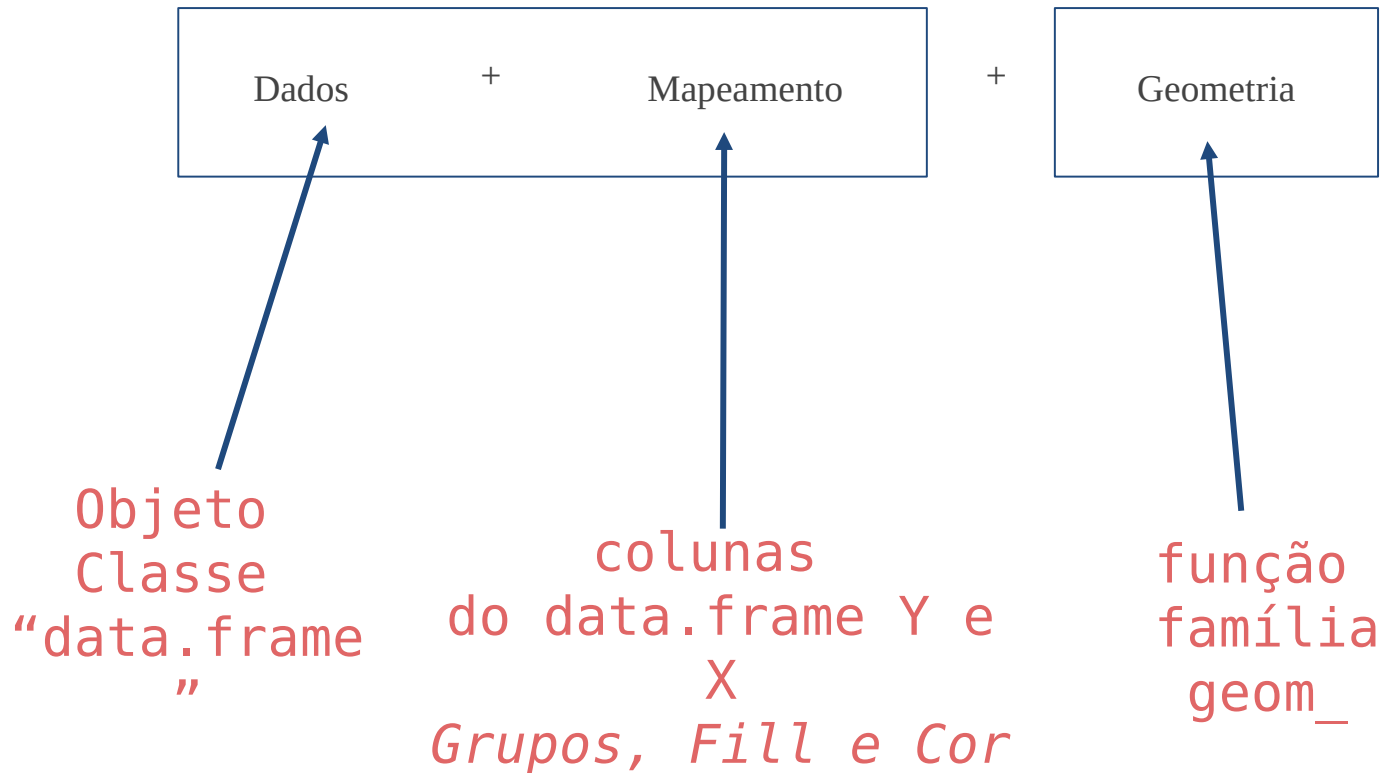 Dados + Mapeamento + Geometria
Objeto
Classe
“data.frame
”
colunas
do data.frame Y e
X
Grupos, Fill e Cor
função
família
geom_